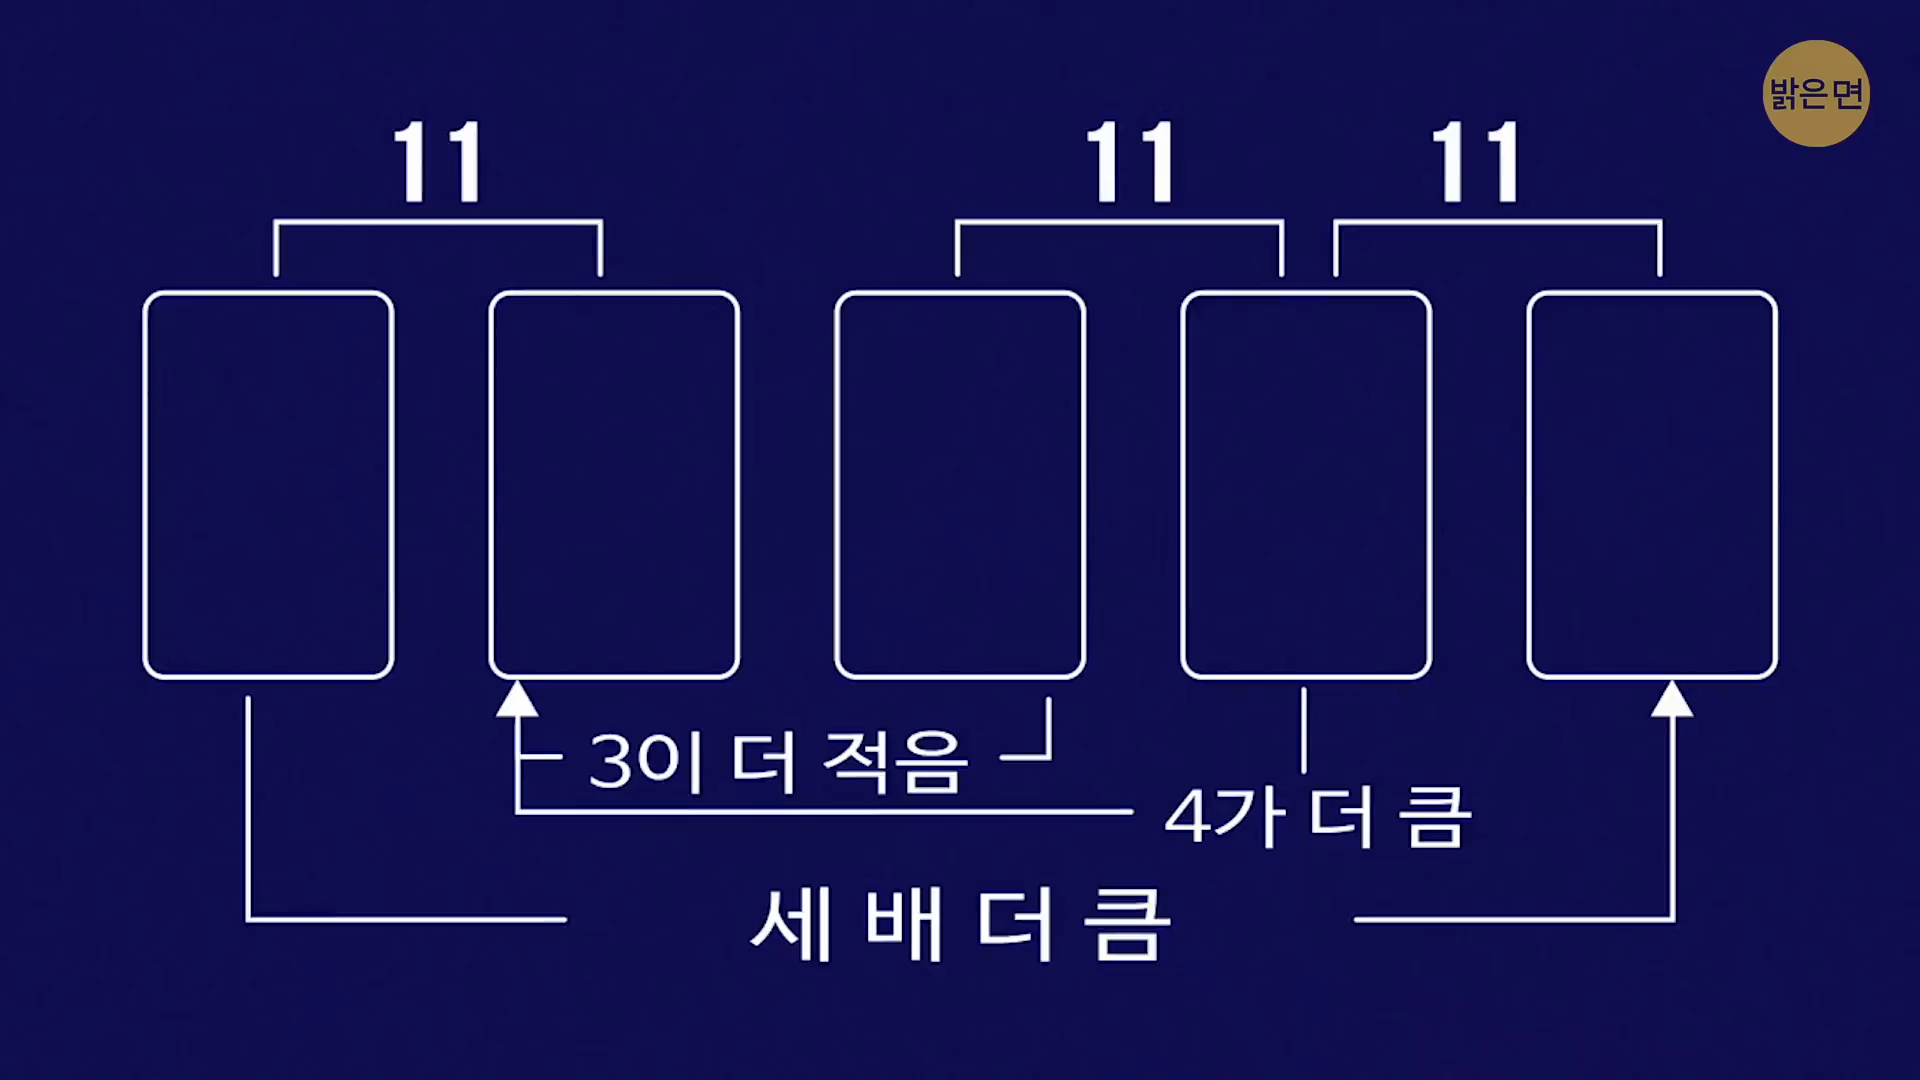 밝은면
11 11 11
3이 더 적음
4가 더 큼
세 배 더 큼